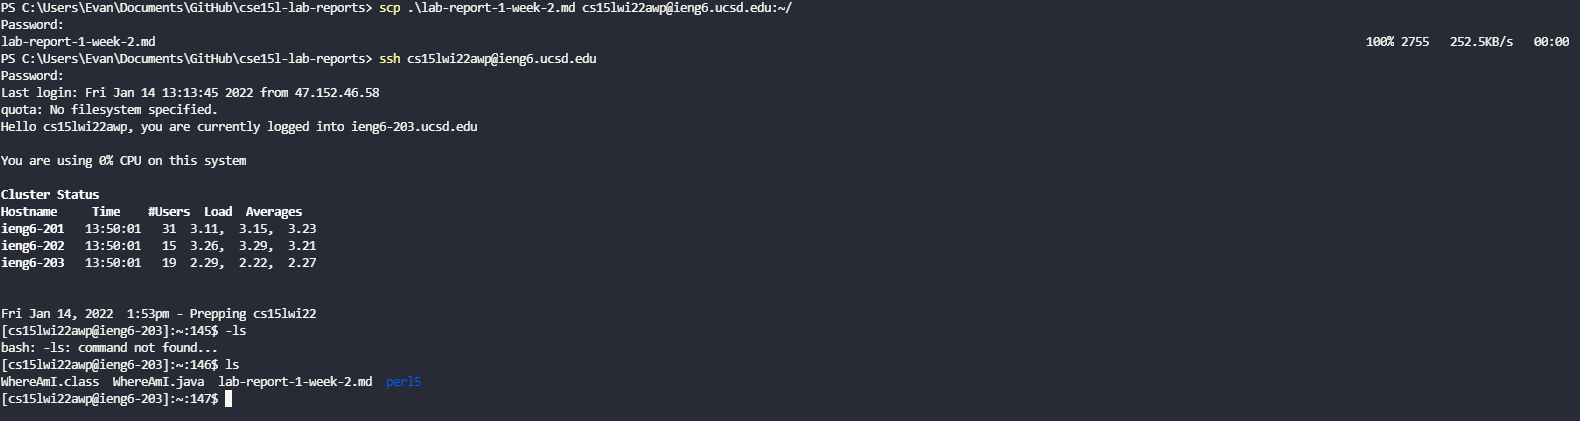 PS C:\Users\Evan\Documents\GitHub\cse15l-lab-reports> scp .\lab-report-1-week-2.md cs15lwi22awp@ieng6.ucsd.edu:~/
Password:
lab-report-1-week-2.md 100% 2755 252.5KB/s 00:00
PS C:\Users\Evan\Documents\GitHub\cse15l-lab-reports> ssh cs15lwi22awp@ieng6.ucsd.edu
Password:
Last login: Fri Jan 14 13:13:45 2022 from 47.152.46.58
quota: No filesystem specified.
Hello cs15lwi22awp, you are currently logged into ieng6-203.ucsd.edu
You are using 0% CPU on this system
Cluster Status
Hostname Time #Users Load Averages
ieng6-201 13:50:01 31 3.11, 3.15, 3.23
ieng6-202 13:50:01 15 3.26, 3.29, 3.21
ieng6-203 13:50:01 19 2.29, 2.22, 2.27
Fri Jan 14, 2022 1:53pm - Prepping cs15lwi22
[cs15lwi22awp@ieng6-203]:~:145$ -ls
bash: -ls: command not found...
[cs15lwi22awp@ieng6-203]:~:146$ ls
WhereAmI.class WhereAmI.java lab-report-1-week-2.md perl5
[cs15lwi22awp@ieng6-203]:~:147$